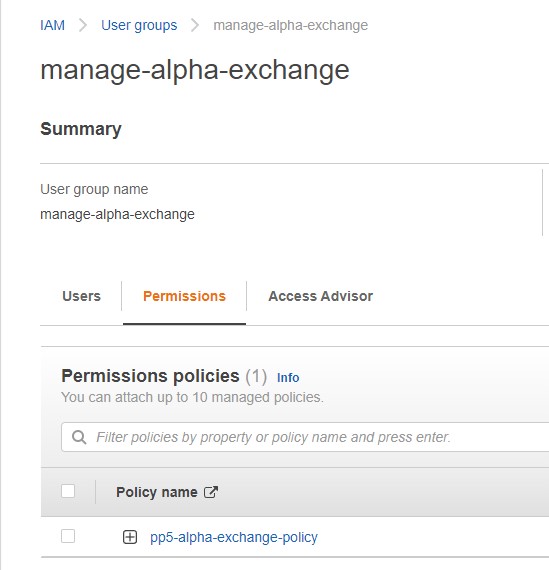 IAM > User groups > manage-alpha-exchange
manage-alpha-exchange
Summary
User group name
manage-alpha-exchange
Users Permissions Access Advisor
Permissions policies (1) Info
You can attach up to 10 managed policies.
Filter policies by property or policy name and press enter.
Policy name
pp5-alpha-exchange-policy